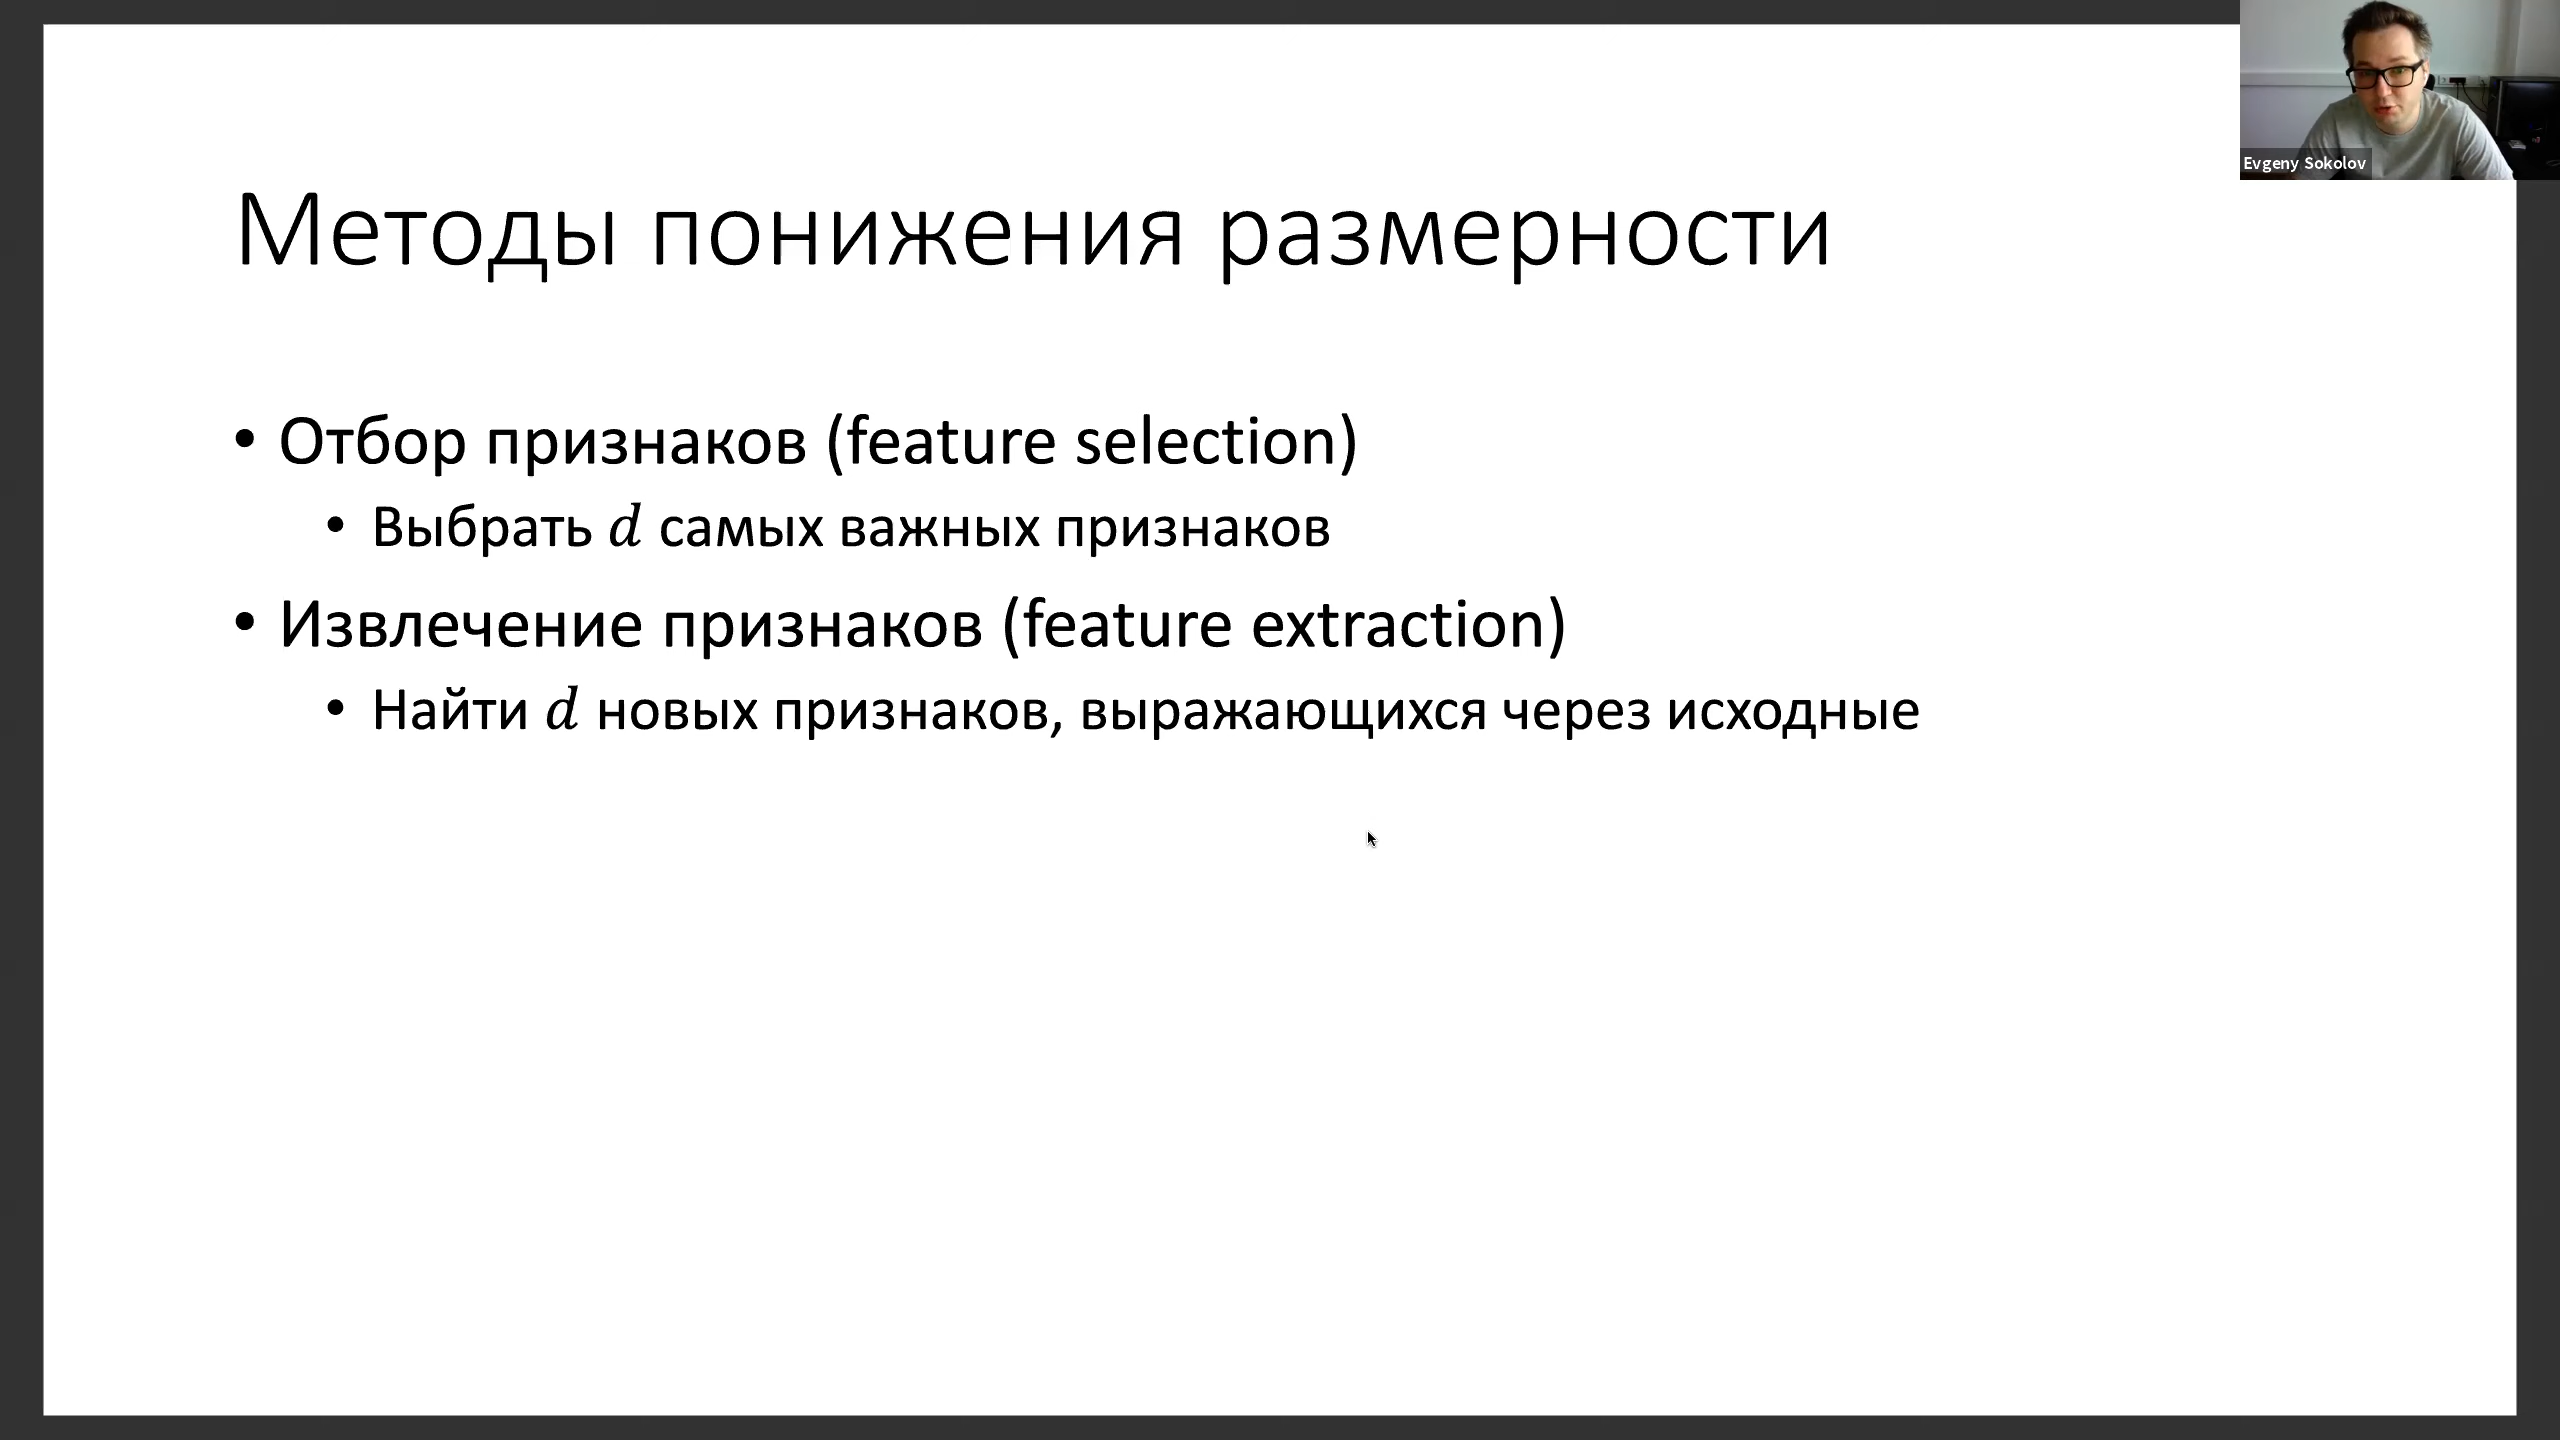 Evgeny Sokolov
Методы понижения размерности
• Отбор признаков (feature selection)
• Выбрать d самых важных признаков
• Извлечение признаков (feature extraction)
• Найти d новых признаков, выражающихся через исходные